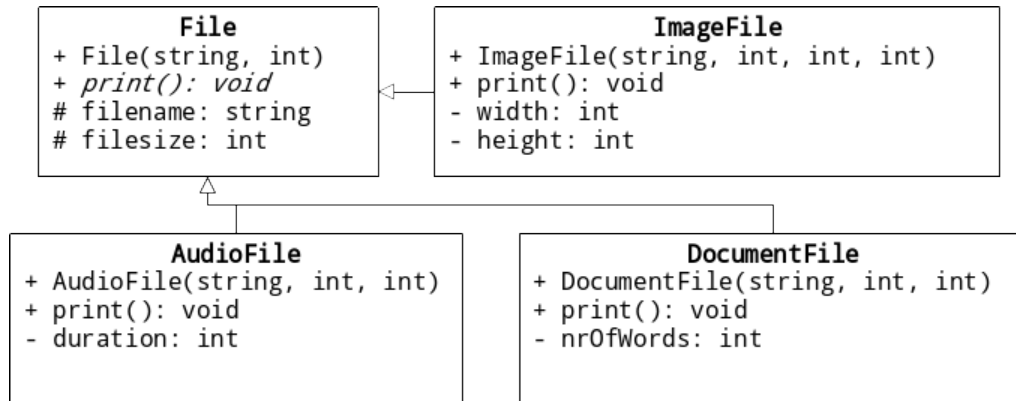 File
+ File(string, int)
+ print(): void
# filename: string
# filesize: int
ImageFile
+ ImageFile(string, int, int, int)
+ print(): void
- width: int
- height: int
AudioFile
+ AudioFile(string, int, int)
+ print(): void
- duration: int
DocumentFile
+ DocumentFile(string, int, int)
+ print(): void
- nrOfWords: int